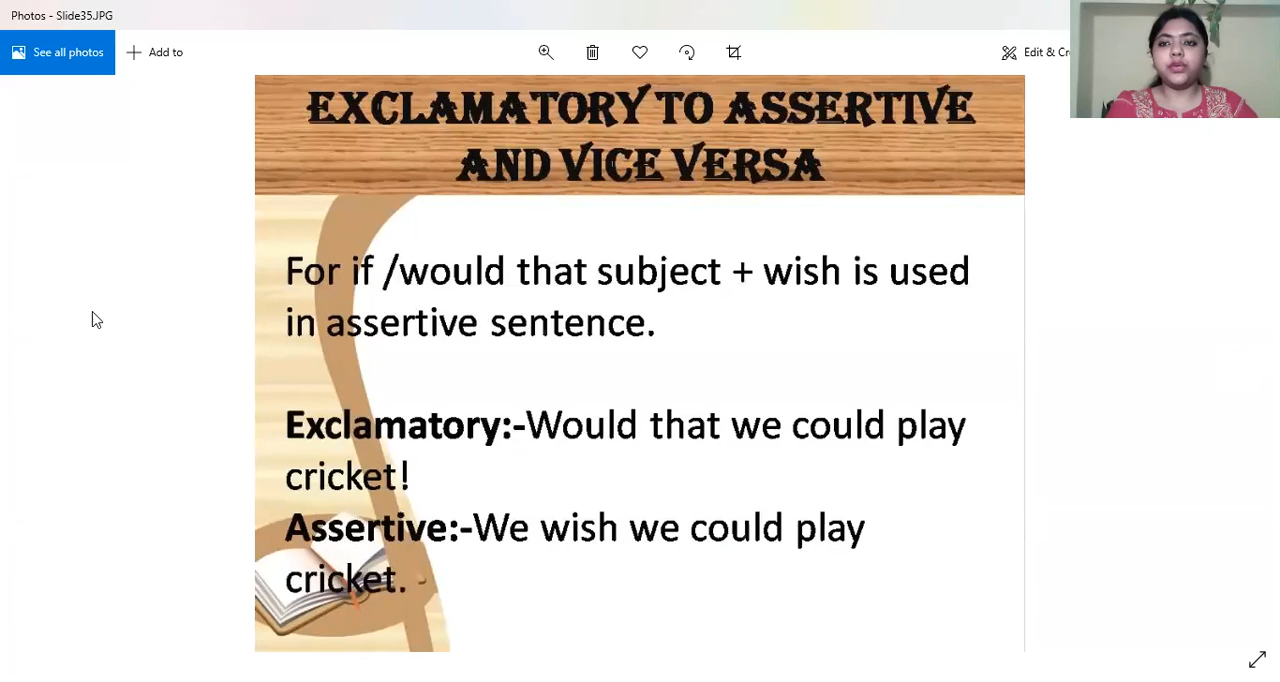 Photos - Slide35.JPG
See all photos
Add to
Edit & Cr
EXCLAMATORY TO ASSERTIVE
AND VICE VERSA
For if /would that subject + wish is used
in assertive sentence.
Exclamatory:-Would that we could play
cricket!
Assertive:-We wish we could play
cricket.